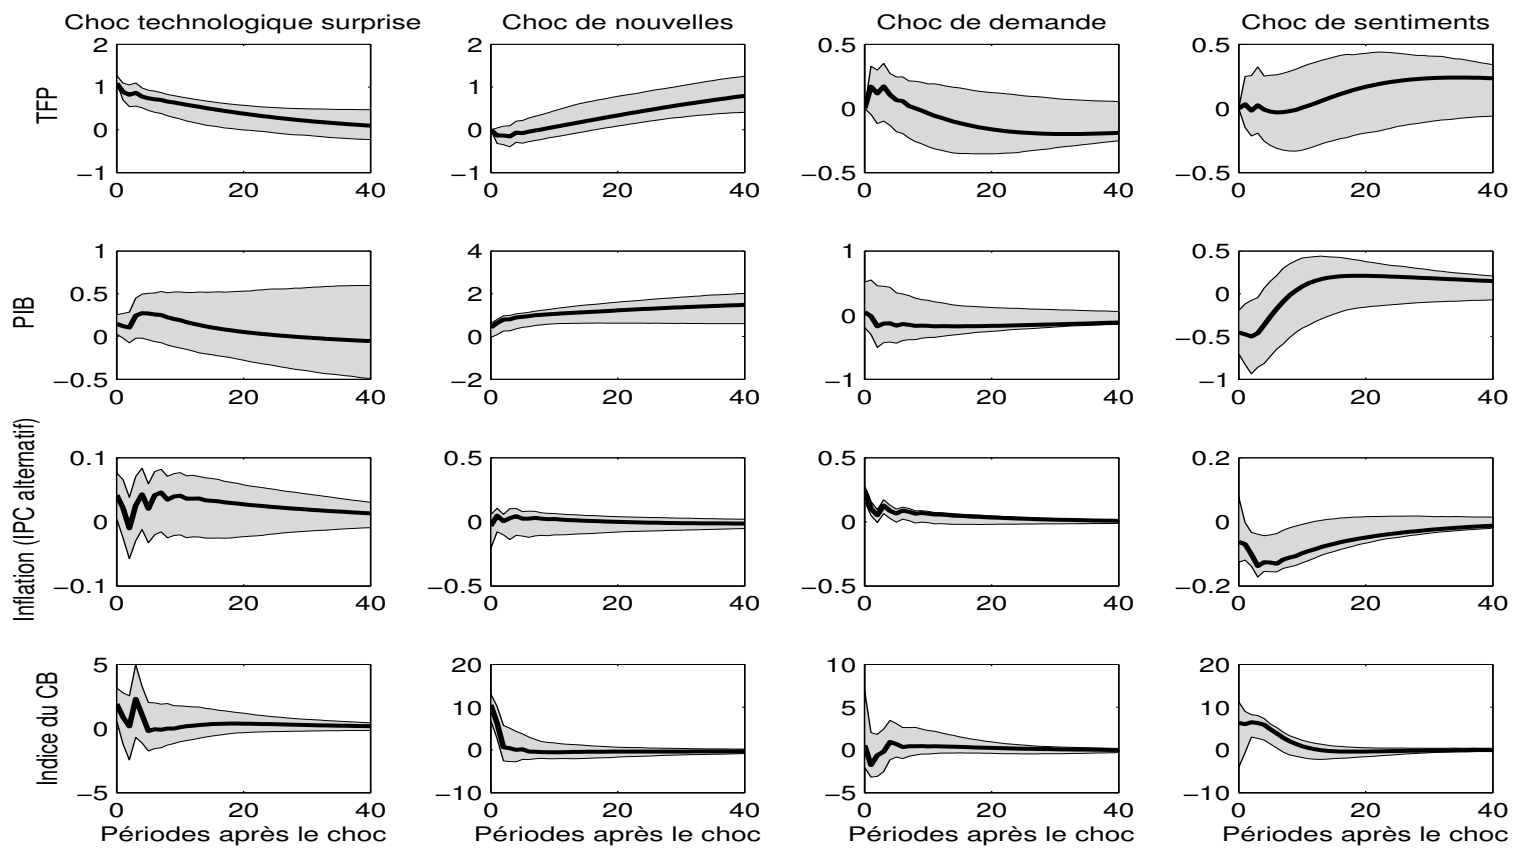 Choc technologique surprise Choc de nouvelles Choc de demande Choc de sentiments
TFP
2
1
0
−1
0 20 40
2
1
0
−1
0 20 40
0.5
0
−0.5
0 20 40
0.5
0
−0.5
0 20 40
PIB
1
0.5
0
−0.5
0 20 40
4
2
0
−2
0 20 40
1
0
−1
0 20 40
0.5
0
−0.5
−1
0 20 40
Inflation (IPC alternatif)
0.1
0
−0.1
0 20 40
0.5
0
−0.5
0 20 40
0.5
0
−0.5
0 20 40
0.2
0
−0.2
0 20 40
Indice du CB
5
0
−5
0 20 40
20
10
0
−10
0 20 40
10
5
0
−5
0 20 40
20
10
0
−10
0 20 40
Périodes après le choc Périodes après le choc Périodes après le choc Périodes après le choc